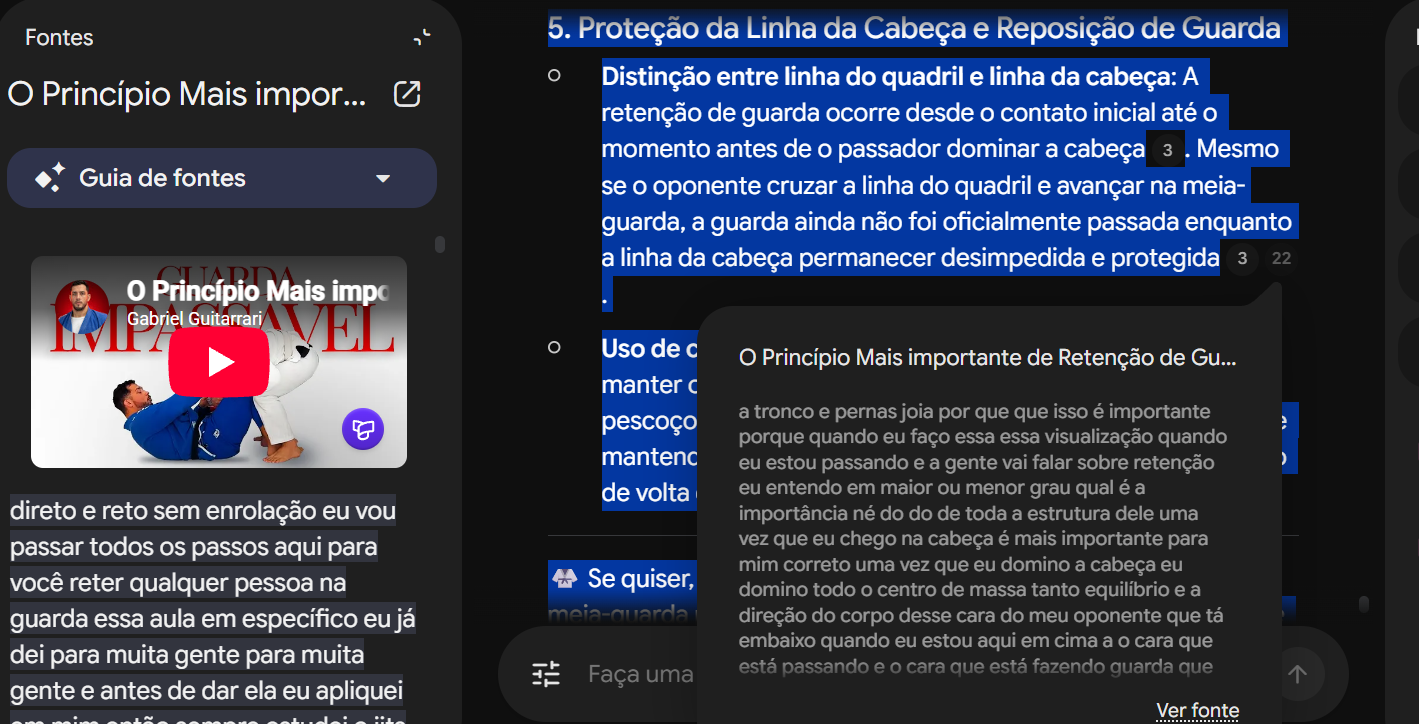 Fontes
O Princípio Mais impor...
Guia de fontes
GUARDA
IMPASSÁVEL
O Princípio Mais impo
Gabriel Guitarrari
direto e reto sem enrolação eu vou
passar todos os passos aqui para
você reter qualquer pessoa na
guarda essa aula em específico eu já
dei para muita gente para muita
gente e antes de dar ela eu apliquei
em mim então sempre estudei o jits
5. Proteção da Linha da Cabeça e Reposição de Guarda
Distinção entre linha do quadril e linha da cabeça: A
retenção de guarda ocorre desde o contato inicial até o
momento antes de o passador dominar a cabeça 3 . Mesmo
se o oponente cruzar a linha do quadril e avançar na meia-
guarda, a guarda ainda não foi oficialmente passada enquanto
a linha da cabeça permanecer desimpedida e protegida 3 22
.
Uso de c
manter c
pescoço
mantend
de volta
Se quiser,
meia-guarda
Faça uma
O Princípio Mais importante de Retenção de Gu...
a tronco e pernas joia por que que isso é importante
porque quando eu faço essa essa visualização quando
eu estou passando e a gente vai falar sobre retenção
eu entendo em maior ou menor grau qual é a
importância né do do de toda a estrutura dele uma
vez que eu chego na cabeça é mais importante para
mim correto uma vez que eu domino a cabeça eu
domino todo o centro de massa tanto equilíbrio e a
direção do corpo desse cara do meu oponente que tá
embaixo quando eu estou aqui em cima a o cara que
está passando e o cara que está fazendo guarda que
Ver fonte